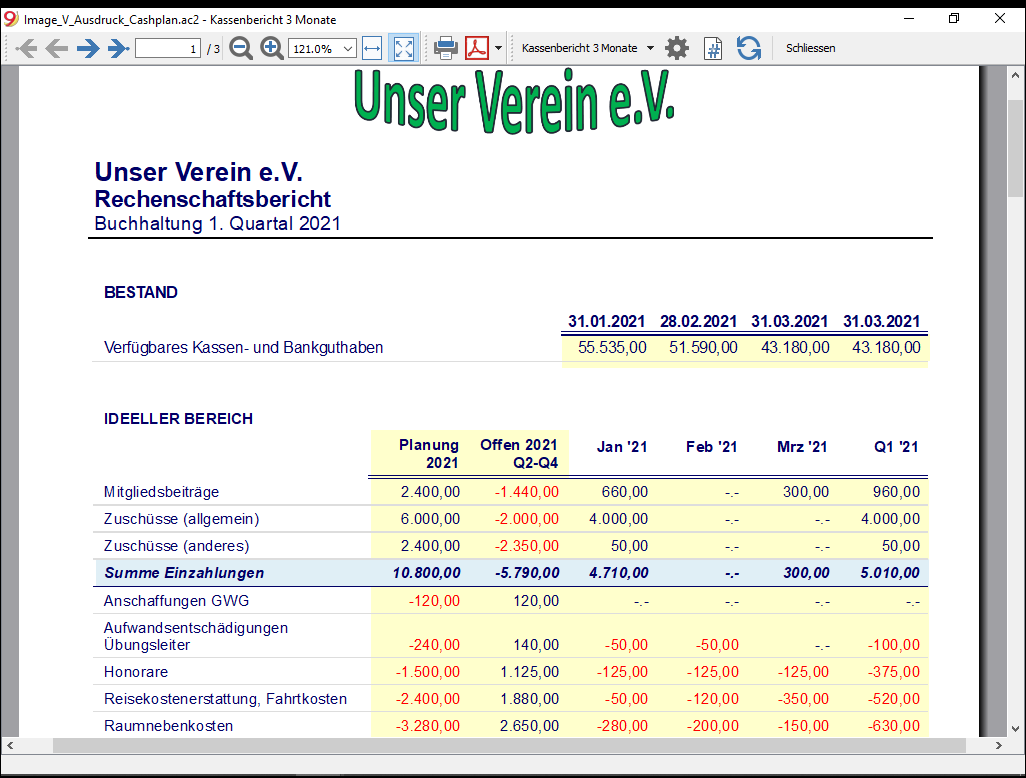 Image_V_Ausdruck_Cashplan.ac2 - Kassenbericht 3 Monate
1 / 3 121.0% Kassenbericht 3 Monate # Schliessen
Unser Verein e.V.
Unser Verein e.V.
Rechenschaftsbericht
Buchhaltung 1. Quartal 2021
BESTAND
31.01.2021 28.02.2021 31.03.2021 31.03.2021
Verfügbares Kassen- und Bankguthaben 55.535,00 51.590,00 43.180,00 43.180,00
IDEELLER BEREICH
Planung Offen 2021 Jan '21 Feb '21 Mrz '21 Q1 '21
2021 Q2-Q4
Mitgliedsbeiträge 2.400,00 -1.440,00 660,00 -.- 300,00 960,00
Zuschüsse (allgemein) 6.000,00 -2.000,00 4.000,00 -.- -.- 4.000,00
Zuschüsse (anderes) 2.400,00 -2.350,00 50,00 -.- -.- 50,00
Summe Einzahlungen 10.800,00 -5.790,00 4.710,00 -.- 300,00 5.010,00
Anschaffungen GWG -120,00 120,00 -.- -.- -.- -.-
Aufwandsentschädigungen
Übungsleiter -240,00 140,00 -50,00 -50,00 -.- -100,00
Honorare -1.500,00 1.125,00 -125,00 -125,00 -125,00 -375,00
Reisekostenerstattung, Fahrtkosten -2.400,00 1.880,00 -50,00 -120,00 -350,00 -520,00
Raumnebenkosten -3.280,00 2.650,00 -280,00 -200,00 -150,00 -630,00